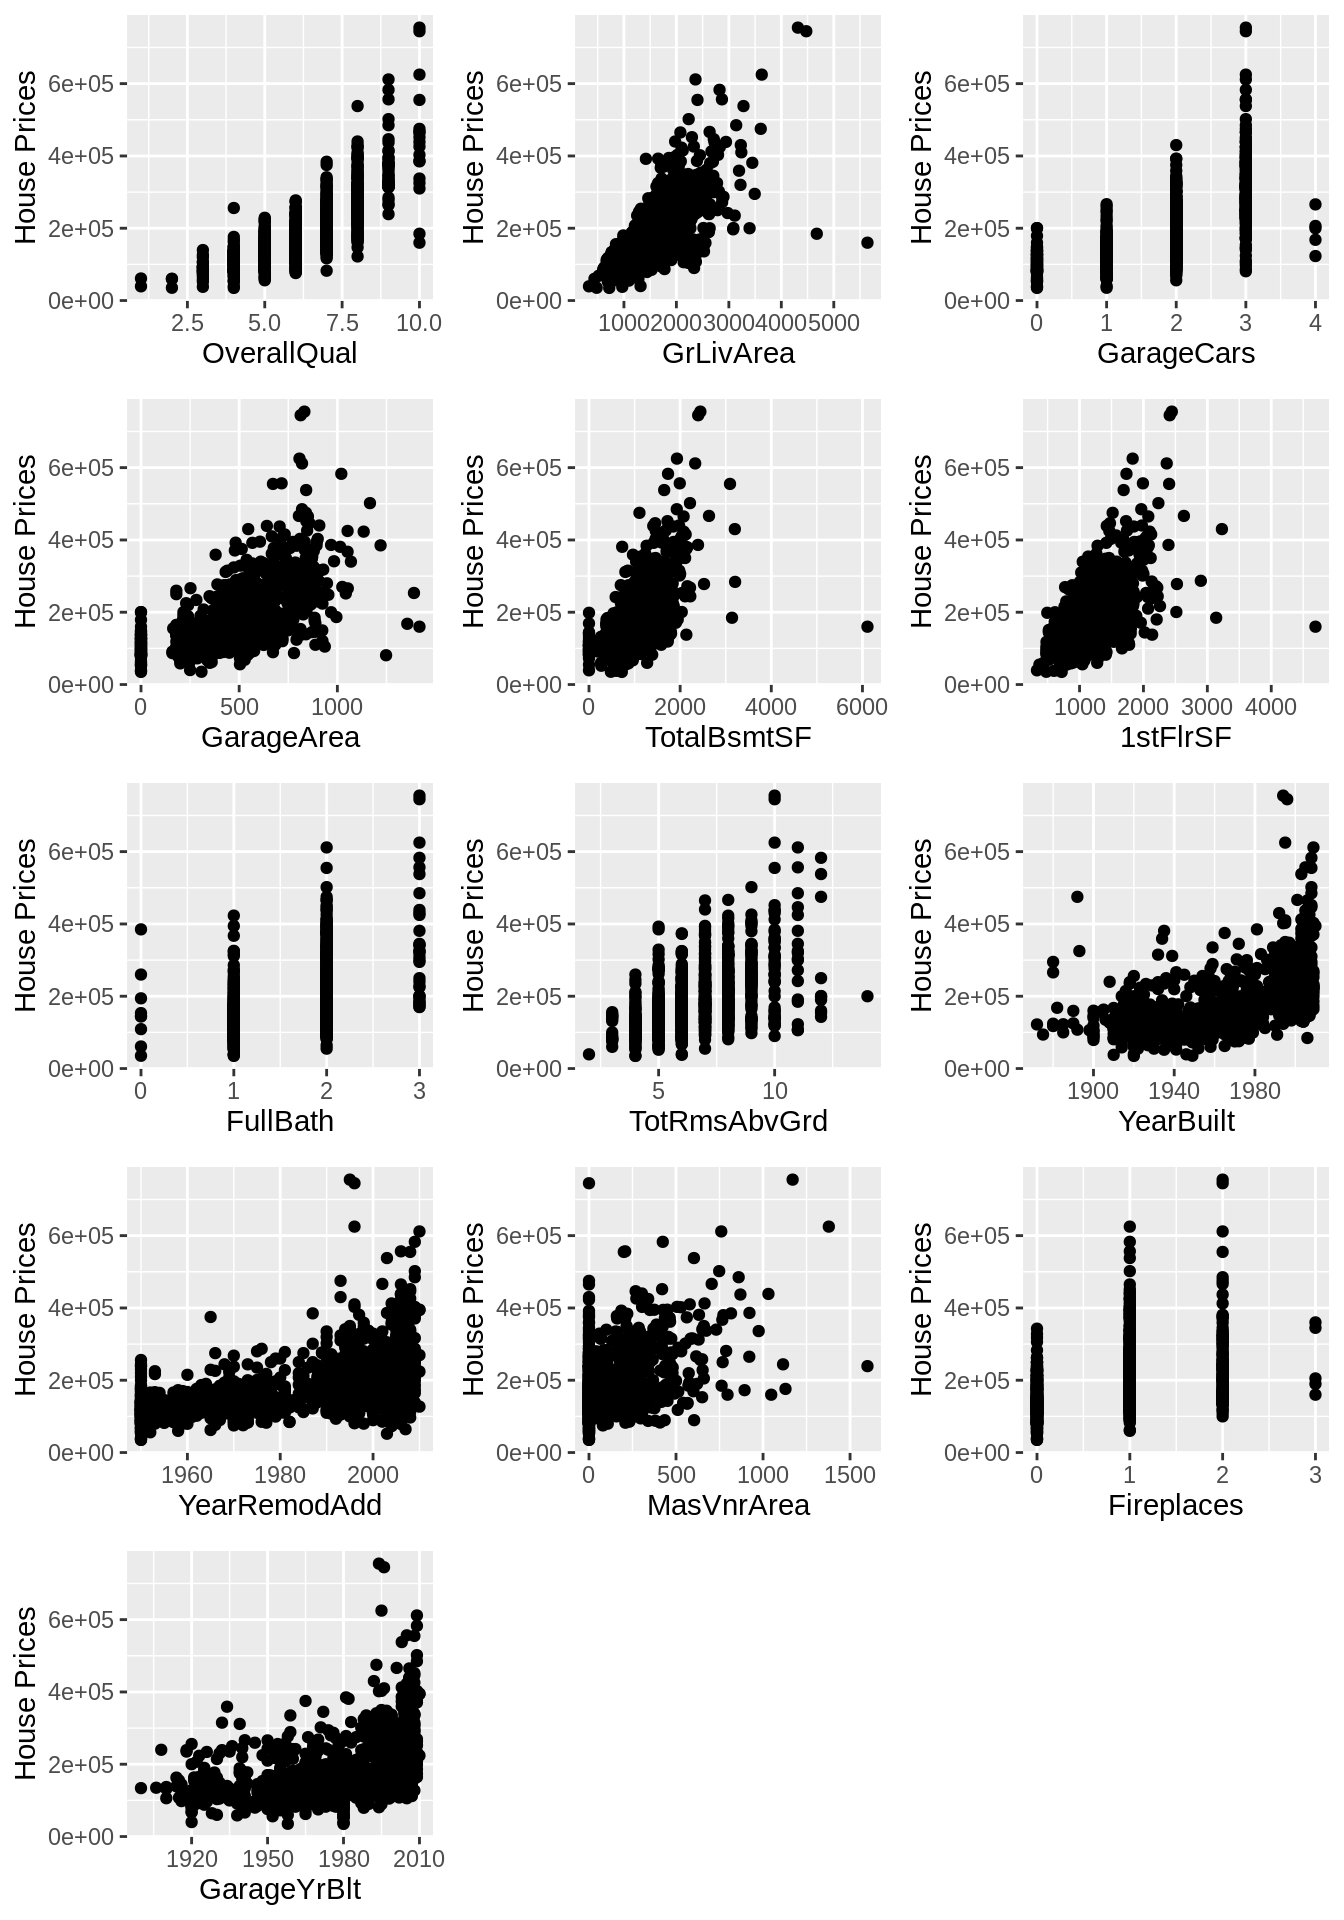 House Prices
6e+05
4e+05
2e+05
0e+00
2.5 5.0 7.5 10.0
OverallQual
House Prices
6e+05
4e+05
2e+05
0e+00
1000 2000 3000 4000 5000
GrLivArea
House Prices
6e+05
4e+05
2e+05
0e+00
0 1 2 3 4
GarageCars
House Prices
6e+05
4e+05
2e+05
0e+00
0 500 1000
GarageArea
House Prices
6e+05
4e+05
2e+05
0e+00
0 2000 4000 6000
TotalBsmtSF
House Prices
6e+05
4e+05
2e+05
0e+00
1000 2000 3000 4000
1stFlrSF
House Prices
6e+05
4e+05
2e+05
0e+00
0 1 2 3
FullBath
House Prices
6e+05
4e+05
2e+05
0e+00
5 10
TotRmsAbvGrd
House Prices
6e+05
4e+05
2e+05
0e+00
1900 1940 1980
YearBuilt
House Prices
6e+05
4e+05
2e+05
0e+00
1960 1980 2000
YearRemodAdd
House Prices
6e+05
4e+05
2e+05
0e+00
0 500 1000 1500
MasVnrArea
House Prices
6e+05
4e+05
2e+05
0e+00
0 1 2 3
Fireplaces
House Prices
6e+05
4e+05
2e+05
0e+00
1920 1950 1980 2010
GarageYrBlt